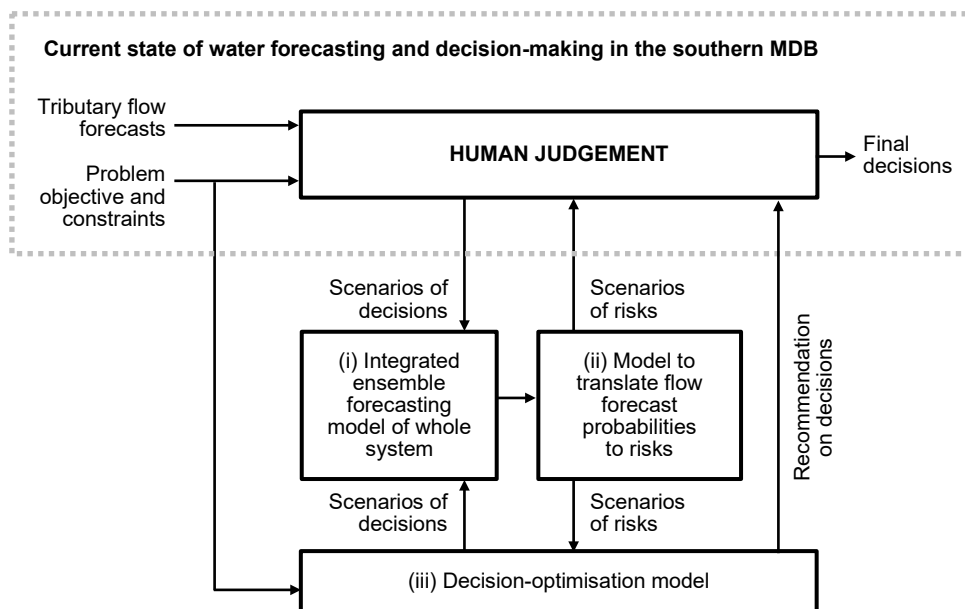 Current state of water forecasting and decision-making in the southern MDB
Tributary flow
forecasts
HUMAN JUDGEMENT
Final
decisions
Problem
objective and
constraints
Scenarios of
decisions
Scenarios
of risks
(i) Integrated
ensemble
forecasting
model of whole
system
(ii) Model to
translate flow
forecast
probabilities
to risks
Recommendation
on decisions
Scenarios of
decisions
Scenarios
of risks
(iii) Decision-optimisation model